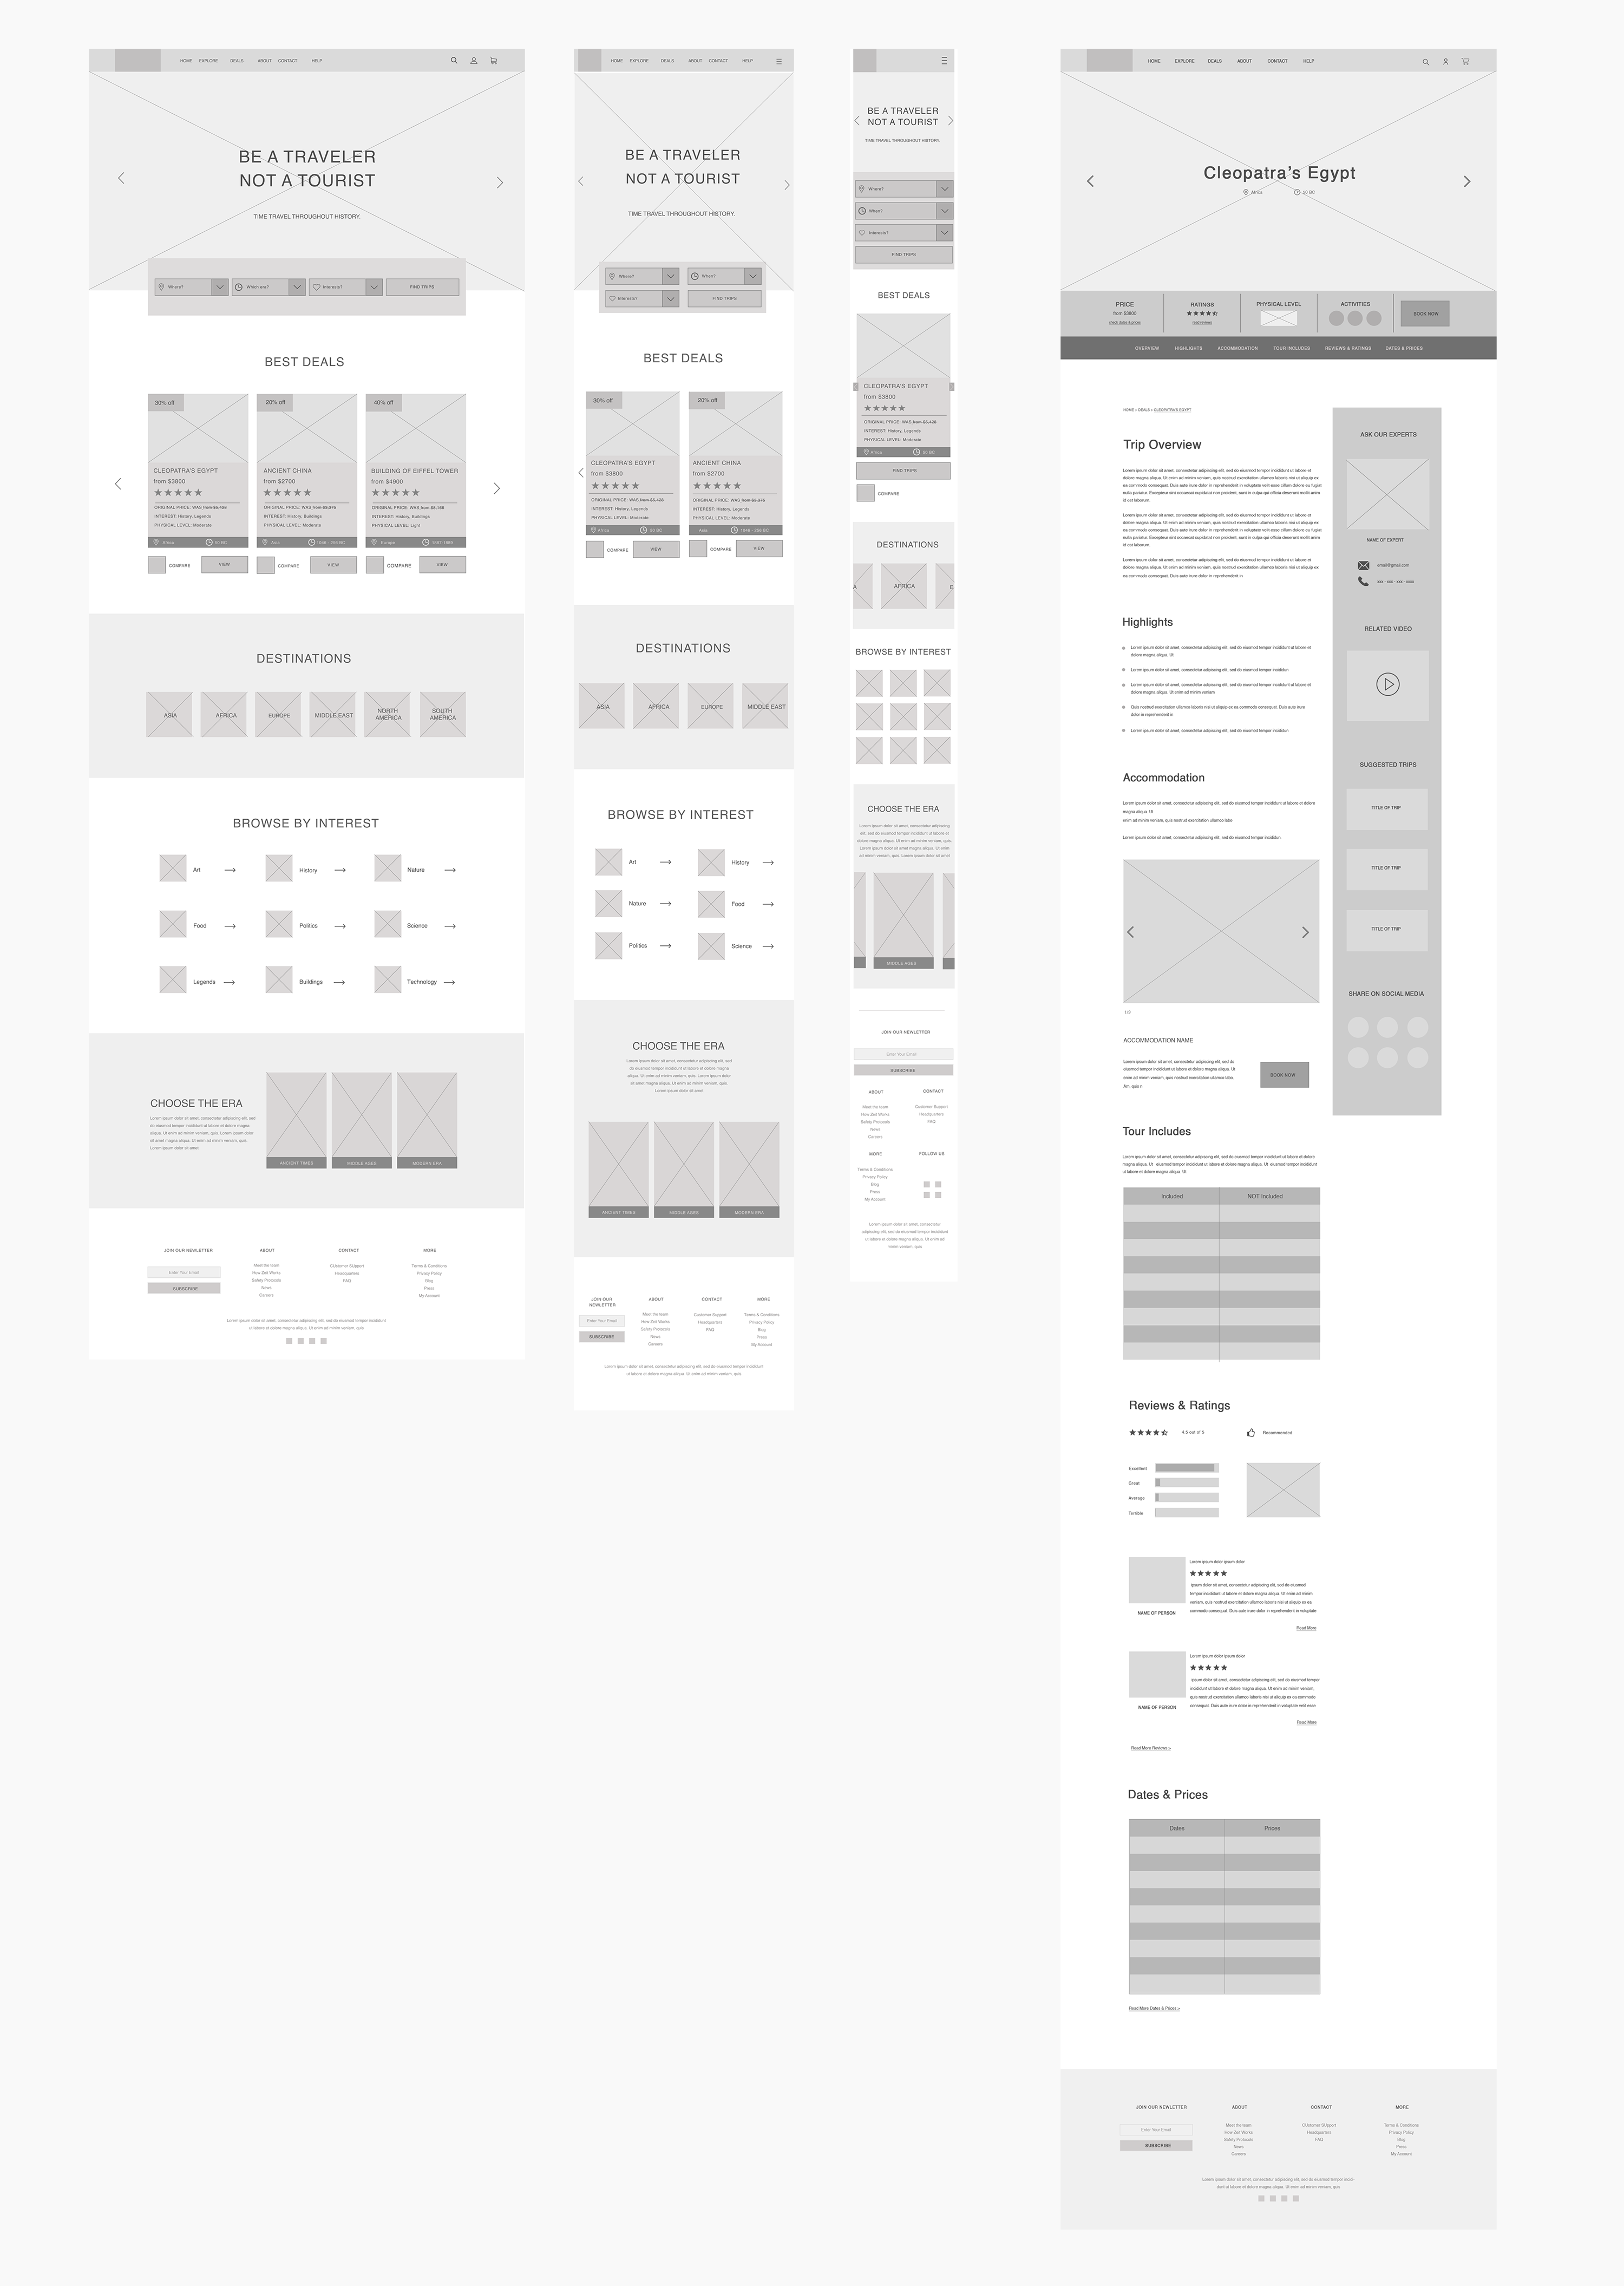 HOME EXPLORE DEALS ABOUT CONTACT HELP
BE A TRAVELER
NOT A TOURIST
TIME TRAVEL THROUGHOUT HISTORY.
Where? Which era? Interests? FIND TRIPS
BEST DEALS
30% off 20% off 40% off
CLEOPATRA'S EGYPT ANCIENT CHINA BUILDING OF EIFFEL TOWER
from $3800 from $2700 from $4900
ORIGINAL PRICE: WAS from ORIGINAL PRICE: WAS from ORIGINAL PRICE: WAS from
INTEREST: History, Legends INTEREST: History, Buildings INTEREST: History, Buildings
PHYSICAL LEVEL: Moderate PHYSICAL LEVEL: Moderate PHYSICAL LEVEL: Light
Africa 50 BC Asia Europe
COMPARE VIEW COMPARE VIEW COMPARE VIEW
DESTINATIONS
ASIA AFRICA EUROPE MIDDLE EAST NORTH AMERICA SOUTH AMERICA
BROWSE BY INTEREST
Art History Nature
Food Politics Science
Legends Buildings Technology
CHOOSE THE ERA
Lorem ipsum dolor sit amet, consectetur adipiscing elit, sed
do eiusmod tempor incididunt ut labore et dolore magna
aliqua. Ut enim ad minim veniam, quis. Lorem ipsum dolor
sit amet magna aliqua. Ut enim ad minim veniam, quis.
Lorem ipsum dolor sit amet
ANCIENT TIMES MIDDLE AGES MODERN ERA
JOIN OUR NEWLETTER ABOUT CONTACT MORE
Enter Your Email
SUBSCRIBE
Meet the team
How Zeit Works
Safety Protocols
News
Careers
Customer Support
Headquarters
FAQ
Terms & Conditions
Privacy Policy
Blog
Press
My Account
Lorem ipsum dolor sit amet, consectetur adipiscing elit, sed do eiusmod tempor incididunt
ut labore et dolore magna aliqua. Ut enim ad minim veniam, quis
HOME EXPLORE DEALS ABOUT CONTACT HELP
BE A TRAVELER
NOT A TOURIST
TIME TRAVEL THROUGHOUT HISTORY.
Where? When?
Interests? FIND TRIPS
BEST DEALS
30% off 20% off
CLEOPATRA'S EGYPT ANCIENT CHINA
from $3800 from $2700
ORIGINAL PRICE: WAS from ORIGINAL PRICE: WAS from
INTEREST: History, Legends INTEREST: History, Legends
PHYSICAL LEVEL: Moderate PHYSICAL LEVEL: Moderate
Africa 50 BC Asia
COMPARE VIEW COMPARE VIEW
DESTINATIONS
ASIA AFRICA EUROPE MIDDLE EAST
BROWSE BY INTEREST
Art History
Nature Food
Politics Science
CHOOSE THE ERA
Lorem ipsum dolor sit amet, consectetur adipiscing elit, sed
do eiusmod tempor incididunt ut labore et dolore magna
aliqua. Ut enim ad minim veniam, quis. Lorem ipsum dolor
sit amet magna aliqua. Ut enim ad minim veniam, quis.
Lorem ipsum dolor sit amet
ANCIENT TIMES MIDDLE AGES MODERN ERA
JOIN OUR
NEWLETTER
ABOUT CONTACT MORE
Enter Your Email
SUBSCRIBE
Meet the team
How Zeit Works
Safety Protocols
News
Careers
Customer Support
Headquarters
FAQ
Terms & Conditions
Privacy Policy
Blog
Press
My Account
Lorem ipsum dolor sit amet, consectetur adipiscing elit, sed do eiusmod tempor incididunt
ut labore et dolore magna aliqua. Ut enim ad minim veniam, quis.
BE A TRAVELER
NOT A TOURIST
TIME TRAVEL THROUGHOUT HISTORY.
Where?
When?
Interests?
FIND TRIPS
BEST DEALS
CLEOPATRA'S EGYPT
from $3800
ORIGINAL PRICE: WAS from
INTEREST: History, Legends
PHYSICAL LEVEL: Moderate
Africa 50 BC
FIND TRIPS
COMPARE
DESTINATIONS
A AFRICA E
BROWSE BY INTEREST
CHOOSE THE ERA
Lorem ipsum dolor sit amet, consectetur adipiscing
elit, sed do eiusmod tempor incididunt ut labore et
dolore magna aliqua. Ut enim ad minim veniam, quis.
Lorem ipsum dolor sit amet magna aliqua. Ut enim
ad minim veniam, quis. Lorem ipsum dolor sit amet
MIDDLE AGES
JOIN OUR NEWLETTER
Enter Your Email
SUBSCRIBE
ABOUT CONTACT
Meet the team
How Zeit Works
Safety Protocols
News
Careers
Customer Support
Headquarters
FAQ
MORE FOLLOW US
Terms & Conditions
Privacy Policy
Blog
Press
My Account
Lorem ipsum dolor sit amet, consectetur
adipiscing elit, sed do eiusmod tempor incididunt
ut labore et dolore magna aliqua. Ut enim ad
minim veniam, quis
HOME EXPLORE DEALS ABOUT CONTACT HELP
Cleopatra's Egypt
Africa 50 BC
PRICE RATINGS PHYSICAL LEVEL ACTIVITIES
from $3800
check dates & prices read reviews
BOOK NOW
OVERVIEW HIGHLIGHTS ACCOMMODATION TOUR INCLUDES REVIEWS & RATINGS DATES & PRICES
HOME > DEALS > CLEOPATRA'S EGYPT
Trip Overview
Lorem ipsum dolor sit amet, consectetur adipiscing elit, sed do eiusmod tempor incididunt ut labore et
dolore magna aliqua. Ut enim ad minim veniam, quis nostrud exercitation ullamco laboris nisi ut aliquip ex
ea commodo consequat. Duis aute irure dolor in reprehenderit in voluptate velit esse cillum dolore eu fugiat
nulla pariatur. Excepteur sint occaecat cupidatat non proident, sunt in culpa qui officia deserunt mollit anim
id est laborum.
Lorem ipsum dolor sit amet, consectetur adipiscing elit, sed do eiusmod tempor incididunt ut labore et
dolore magna aliqua. Ut enim ad minim veniam, quis nostrud exercitation ullamco laboris nisi ut aliquip ex
ea commodo consequat. Duis aute irure dolor in reprehenderit in voluptate velit esse cillum dolore eu fugiat
nulla pariatur. Excepteur sint occaecat cupidatat non proident, sunt in culpa qui officia deserunt mollit anim
id est laborum.
Lorem ipsum dolor sit amet, consectetur adipiscing elit, sed do eiusmod tempor incididunt ut labore et
dolore magna aliqua. Ut enim ad minim veniam, quis nostrud exercitation ullamco laboris nisi ut aliquip ex
ea commodo consequat. Duis aute irure dolor in reprehenderit in
Highlights
Lorem ipsum dolor sit amet, consectetur adipiscing elit, sed do eiusmod tempor incididunt ut labore et
dolore magna aliqua. Ut
Lorem ipsum dolor sit amet, consectetur adipiscing elit, sed do eiusmod tempor incididun
Lorem ipsum dolor sit amet, consectetur adipiscing elit, sed do eiusmod tempor incididunt ut labore et
dolore magna aliqua. Ut enim ad minim veniam
Quis nostrud exercitation ullamco laboris nisi ut aliquip ex ea commodo consequat. Duis aute irure
dolor in reprehenderit in
Lorem ipsum dolor sit amet, consectetur adipiscing elit, sed do eiusmod tempor incididun
Accommodation
Lorem ipsum dolor sit amet, consectetur adipiscing elit, sed do eiusmod tempor incididunt ut labore et dolore
magna aliqua. Ut
enim ad minim veniam, quis nostrud exercitation ullamco labo
Lorem ipsum dolor sit amet, consectetur adipiscing elit, sed do eiusmod tempor incididun.
1/5
ACCOMMODATION NAME
Lorem ipsum dolor sit amet, consectetur adipiscing elit, sed do
eiusmod tempor incididunt ut labore et dolore magna aliqua. Ut
enim ad minim veniam, quis nostrud exercitation ullamco labo
Am, quis n
BOOK NOW
ASK OUR EXPERTS
NAME OF EXPERT
email@gmail.com
xxx - xxx - xxx - xxxx
RELATED VIDEO
SUGGESTED TRIPS
TITLE OF TRIP
TITLE OF TRIP
TITLE OF TRIP
SHARE ON SOCIAL MEDIA
Tour Includes
Lorem ipsum dolor sit amet, consectetur adipiscing elit, sed do eiusmod tempor incididunt ut labore et dolore
magna aliqua. Ut eiusmod tempor incididunt ut labore et dolore magna aliqua. Ut eiusmod tempor incididunt
ut labore et dolore magna aliqua. Ut
Included NOT Included
Reviews & Ratings
4.5 out of 5 Recommended
Excellent
Great
Average
Terrible
Lorem ipsum dolor ipsum dolor
ipsum dolor sit amet, consectetur adipiscing elit, sed do eiusmod
tempor incididunt ut labore et dolore magna aliqua. Ut enim ad minim
veniam, quis nostrud exercitation ullamco laboris nisi ut aliquip ex ea
commodo consequat. Duis aute irure dolor in reprehenderit in voluptate
NAME OF PERSON
Read More
Lorem ipsum dolor ipsum dolor
ipsum dolor sit amet, consectetur adipiscing elit, sed do eiusmod tempor
incididunt ut labore et dolore magna aliqua. Ut enim ad minim veniam,
quis nostrud exercitation ullamco laboris nisi ut aliquip ex ea commodo
consequat. Duis aute irure dolor in reprehenderit in voluptate velit esse
NAME OF PERSON
Read More
Read More Reviews >
Dates & Prices
Dates Prices
Read More Dates & Prices >
JOIN OUR NEWLETTER ABOUT CONTACT MORE
Enter Your Email
SUBSCRIBE
Meet the team
How Zeit Works
Safety Protocols
News
Careers
Customer Support
Headquarters
FAQ
Terms & Conditions
Privacy Policy
Blog
Press
My Account
Lorem ipsum dolor sit amet, consectetur adipiscing elit, sed do eiusmod tempor incidi
dunt ut labore et dolore magna aliqua. Ut enim ad minim veniam, quis